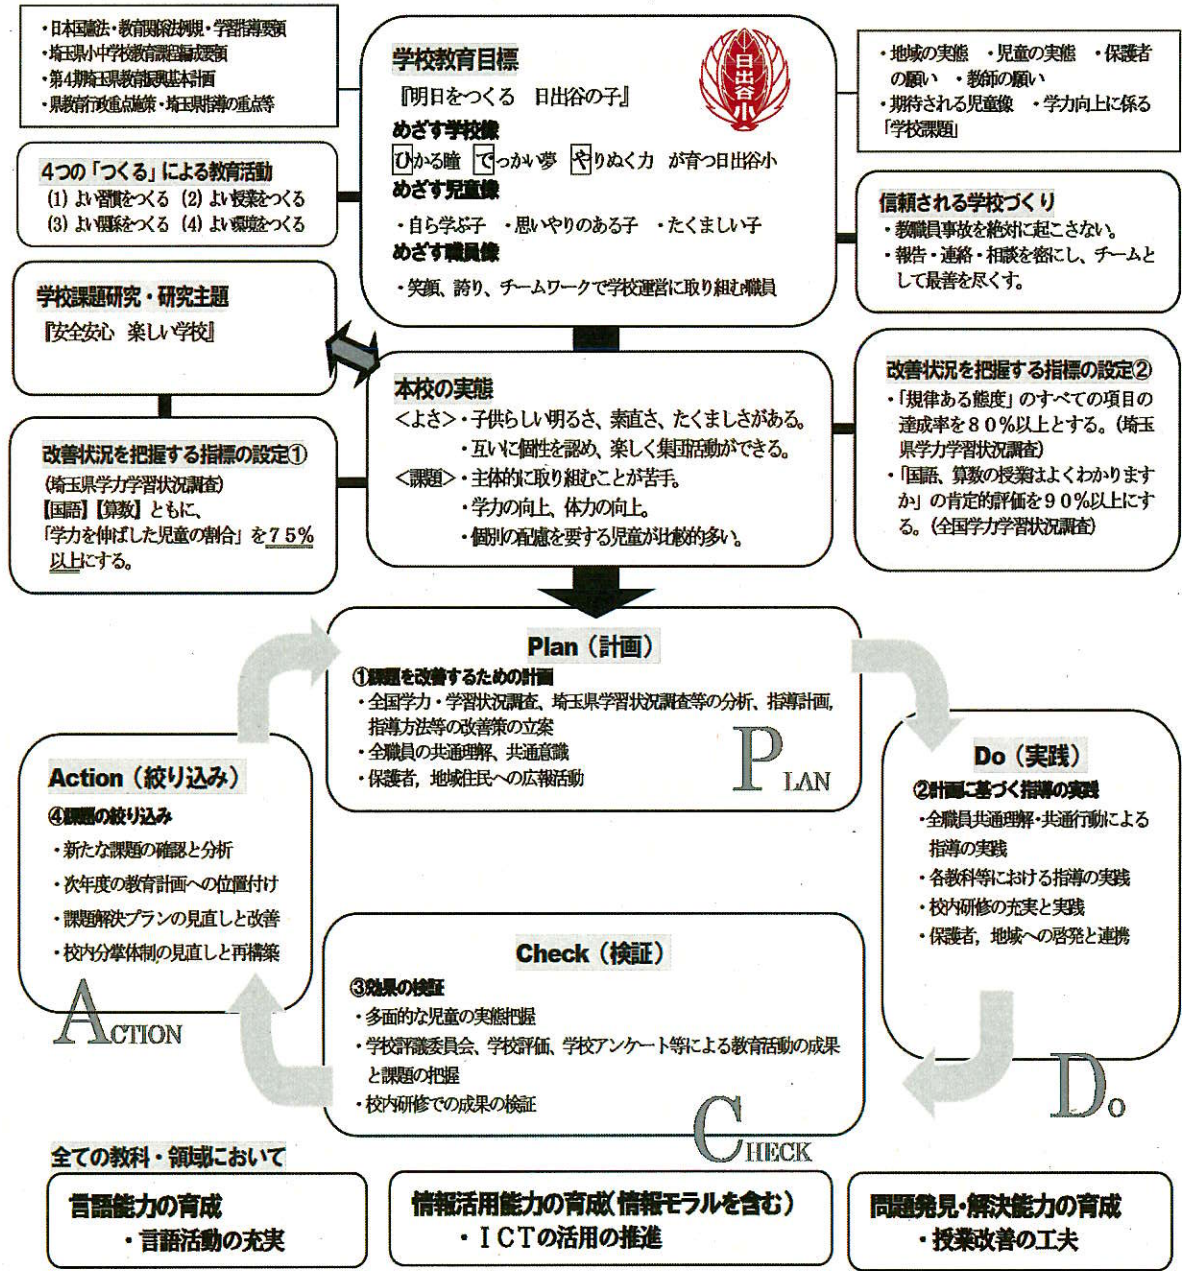 ・日本国憲法・教育関係法例規・学習指導要領
・埼玉県小中学校教育課程編成要領
・第4期埼玉県教育振興基本計画
・県教育行政重点施策・埼玉県指導の重点等
学校教育目標
『明日をつくる 日出谷の子』
めざす学校像
ひかる瞳 でっかい夢 やりぬく力 が育つ日出谷小
めざす児童像
・自ら学ぶ子 ・思いやりのある子 ・たくましい子
めざす職員像
・笑顔、誇り、チームワークで学校運営に取り組む職員
日出谷小
・地域の実態 ・児童の実態 ・保護者
の願い ・教師の願い
・期待される児童像 ・学力向上に係る
「学校課題」
4つの「つくる」による教育活動
(1) よい習慣をつくる (2) よい授業をつくる
(3) よい関係をつくる (4) よい環境をつくる
信頼される学校づくり
・教職員事故を絶対に起こさない。
・報告・連絡・相談を密にし、チームと
して最善を尽くす。
学校課題研究・研究主題
『安全安心 楽しい学校』
本校の実態
＜よさ＞・子供らしい明るさ、素直さ、たくましさがある。
・互いに個性を認め、楽しく集団活動ができる。
＜課題＞・主体的に取り組むことが苦手。
・学力の向上、体力の向上。
・個別の配慮を要する児童が比較的多い。
改善状況を把握する指標の設定①
(埼玉県学力学習状況調査)
【国語】【算数】ともに、
「学力を伸ばした児童の割合」を75%
以上にする。
改善状況を把握する指標の設定②
・「規律ある態度」のすべての項目の
達成率を80%以上とする。(埼玉
県学力学習状況調査)
・「国語、算数の授業はよくわかります
か」の肯定的評価を90%以上にす
る。(全国学力学習状況調査)
Plan（計画）
①課題を改善するための計画
・全国学力・学習状況調査、埼玉県学習状況調査等の分析、指導計画,
指導方法等の改善策の立案
・全職員の共通理解、共通意識
・保護者，地域住民への広報活動
PLAN
Do（実践）
②計画に基づく指導の実践
・全職員共通理解・共通行動による
指導の実践
・各教科等における指導の実践
・校内研修の充実と実践
・保護者，地域への啓発と連携
DO
Check（検証）
③効果の検証
・多面的な児童の実態把握
・学校評議委員会、学校評価、学校アンケート等による教育活動の成果
と課題の把握
・校内研修での成果の検証
CHECK
Action（絞り込み）
④課題の絞り込み
・新たな課題の確認と分析
・次年度の教育計画への位置付け
・課題解決プランの見直しと改善
・校内分掌体制の見直しと再構築
ACTION
全ての教科・領域において
言語能力の育成
・言語活動の充実
情報活用能力の育成(情報モラルを含む)
・ICTの活用の推進
問題発見・解決能力の育成
・授業改善の工夫